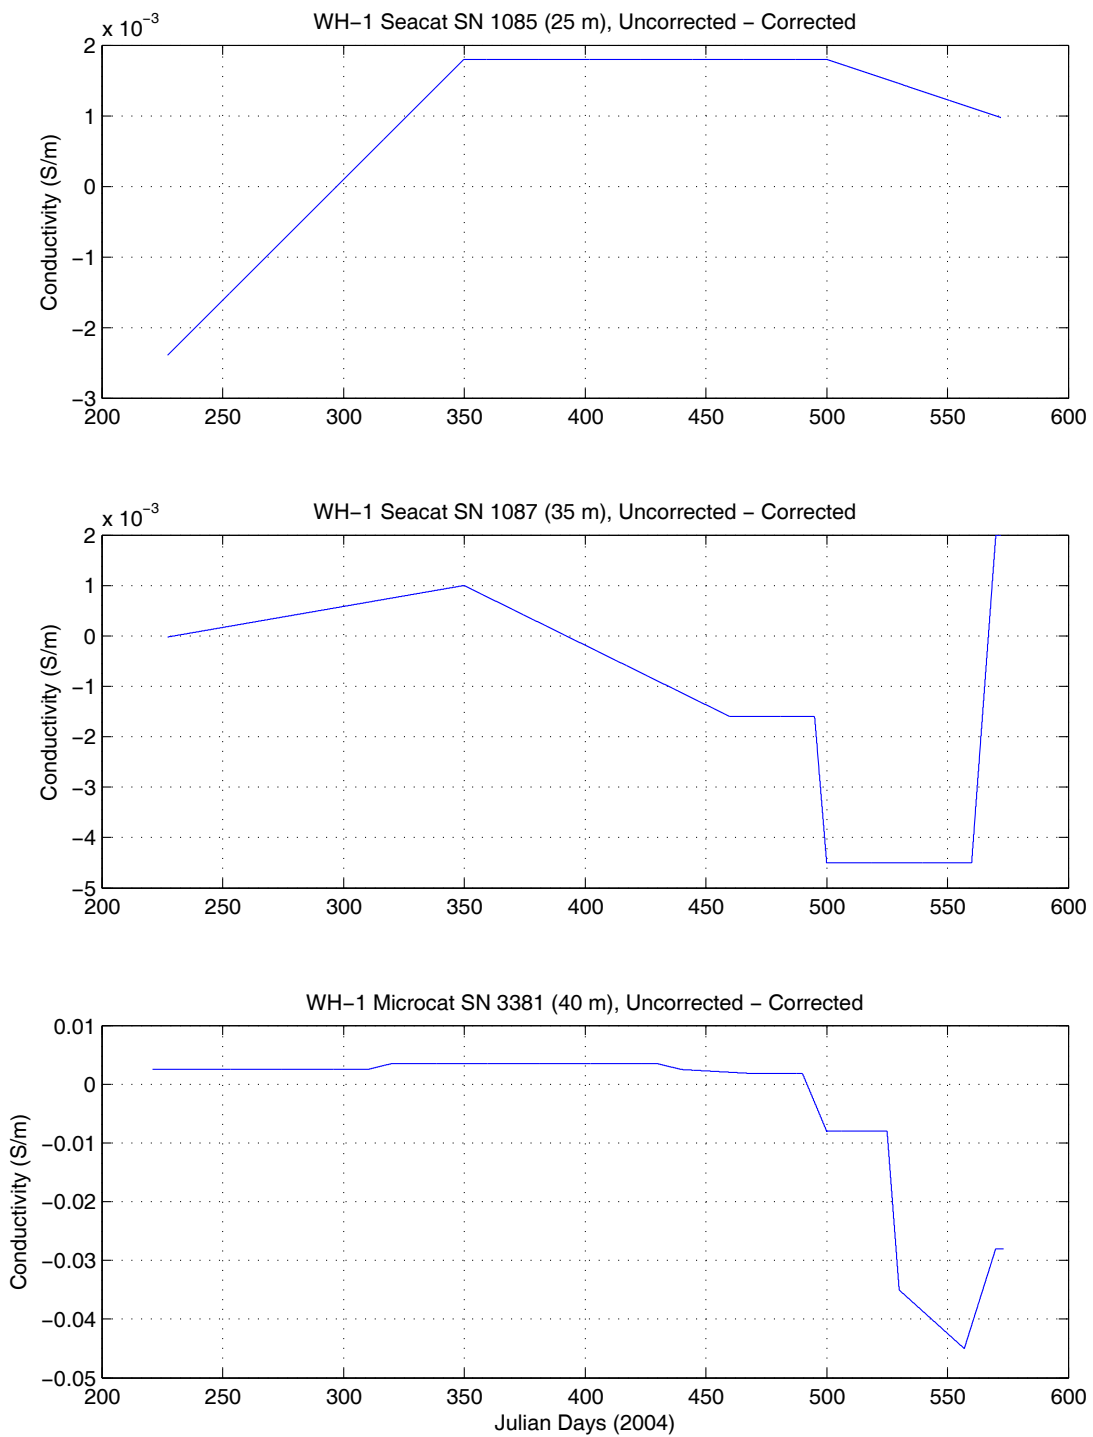 x 10⁻³
WH−1 Seacat SN 1085 (25 m), Uncorrected − Corrected
2
1
0
−1
−2
−3
Conductivity (S/m)
200 250 300 350 400 450 500 550 600
x 10⁻³
WH−1 Seacat SN 1087 (35 m), Uncorrected − Corrected
2
1
0
−1
−2
−3
−4
−5
Conductivity (S/m)
200 250 300 350 400 450 500 550 600
WH−1 Microcat SN 3381 (40 m), Uncorrected − Corrected
0.01
0
−0.01
−0.02
−0.03
−0.04
−0.05
Conductivity (S/m)
200 250 300 350 400 450 500 550 600
Julian Days (2004)